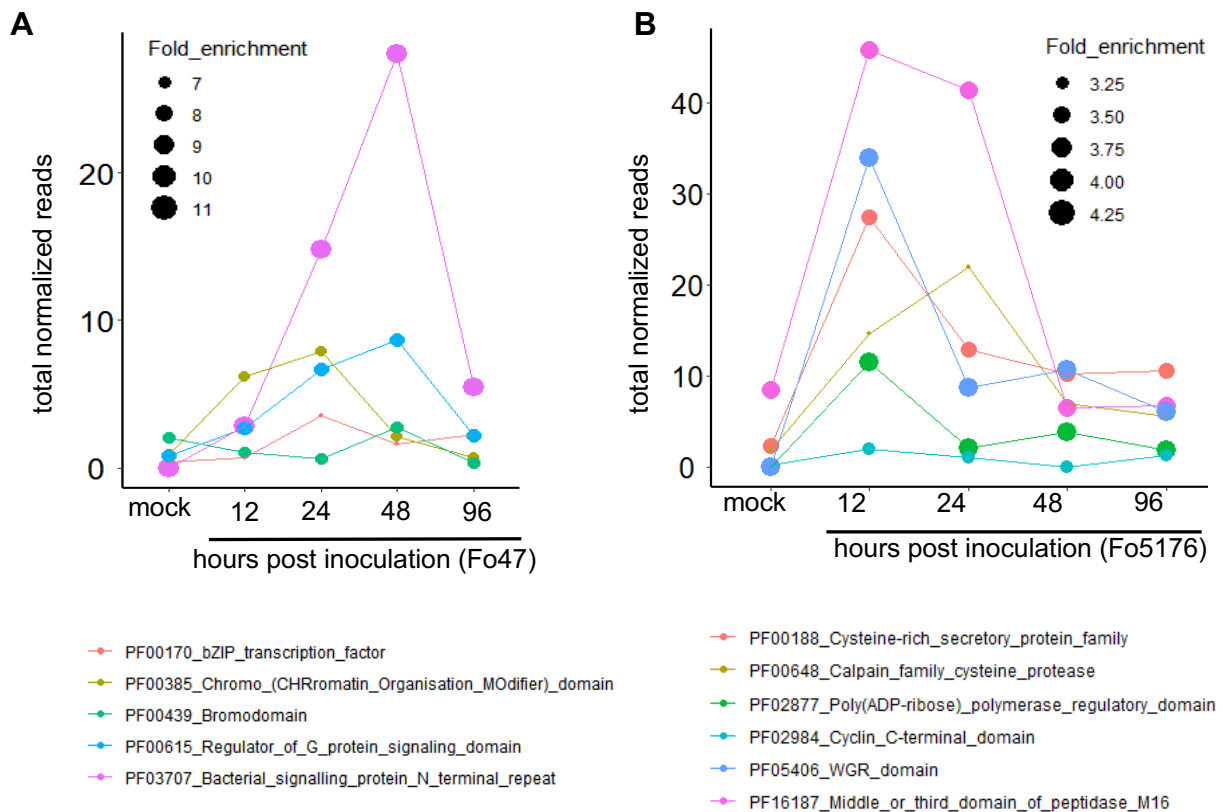 A
Fold_enrichment
7
8
9
10
11
20
10
0
total normalized reads
mock
12
24
48
96
hours post inoculation (Fo47)
PF00170_bZIP_transcription_factor
PF00385_Chromo_(CHRromatin_Organisation_MOdifier)_domain
PF00439_Bromodomain
PF00615_Regulator_of_G_protein_signaling_domain
PF03707_Bacterial_signalling_protein_N_terminal_repeat
B
Fold_enrichment
3.25
3.50
3.75
4.00
4.25
40
30
20
10
0
total normalized reads
mock
12
24
48
96
hours post inoculation (Fo5176)
PF00188_Cysteine-rich_secretory_protein_family
PF00648_Calpain_family_cysteine_protease
PF02877_Poly(ADP-ribose)_polymerase_regulatory_domain
PF02984_Cyclin_C-terminal_domain
PF05406_WGR_domain
PF16187_Middle_or_third_domain_of_peptidase_M16